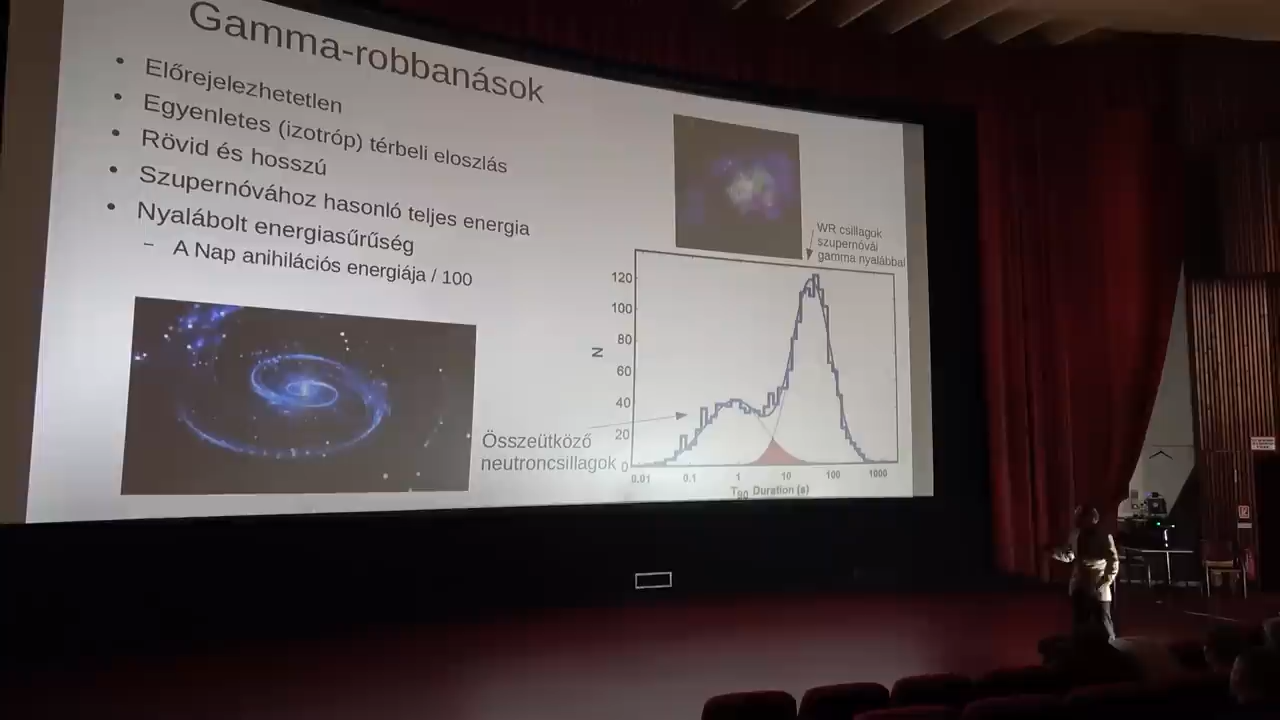 Gamma-robbanások
• Előrejelezhetetlen
• Egyenletes (izotróp) térbeli eloszlás
• Rövid és hosszú
• Szupernóvához hasonló teljes energia
• Nyalábolt energiasűrűség
– A Nap anihilációs energiája / 100
WR csillagok
szupernóvái
gamma nyalábbal
120
100
80
N
60
40
20
0
0.01 0.1 1 10 100 1000
T90 Duration (s)
Összeütköző
neutroncsillagok